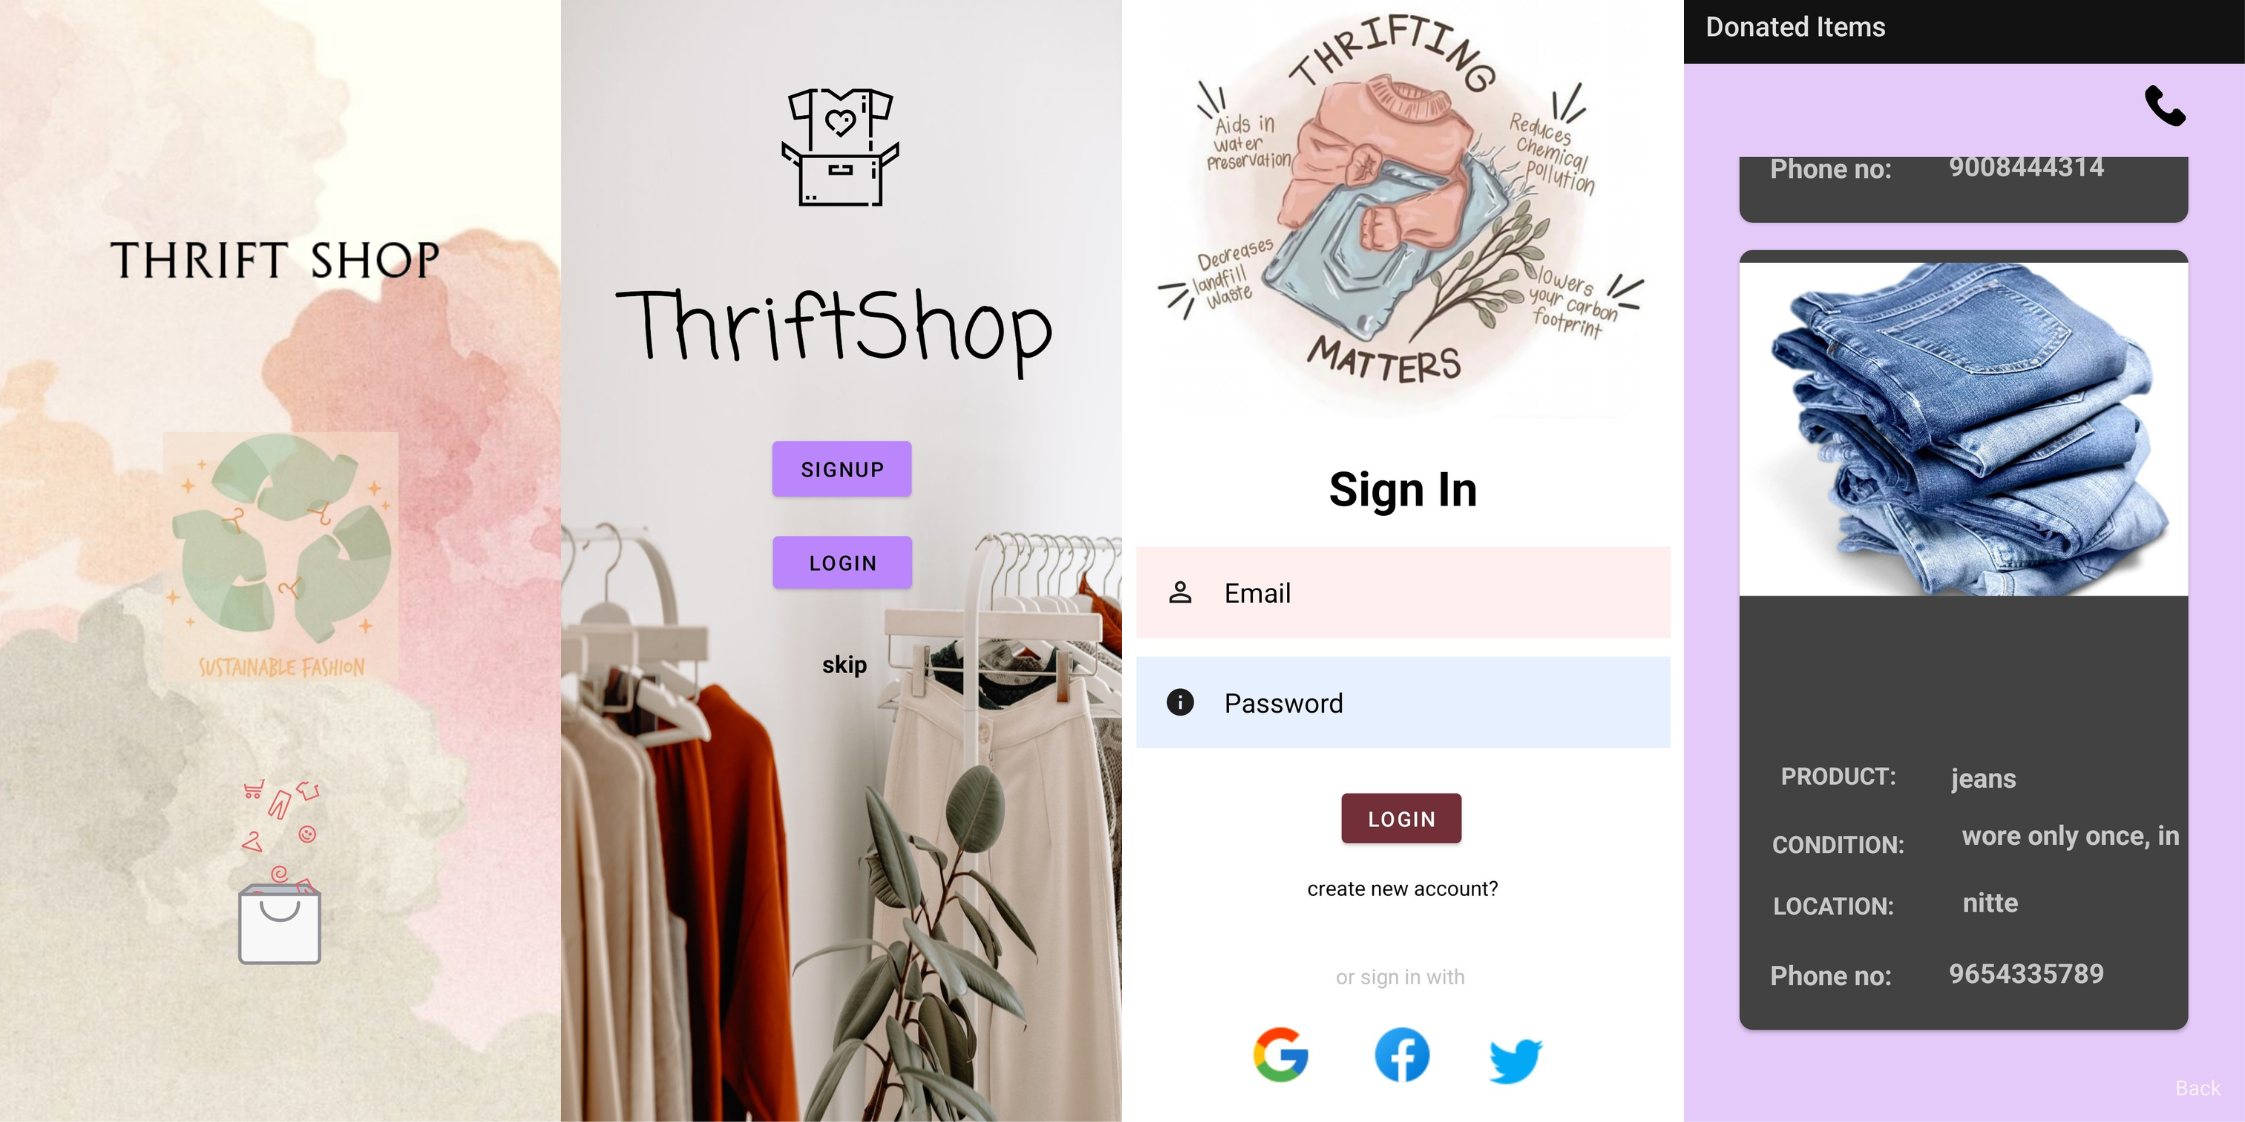 THRIFT SHOP
SUSTAINABLE FASHION
ThriftShop
SIGNUP
LOGIN
skip
THRIFTING
Aids in
water
preservation
Reduces
Chemical
pollution
Decreases
landfill
waste
lowers
your carbon
footprint
MATTERS
Sign In
Email
Password
LOGIN
create new account?
or sign in with
Donated Items
Phone no: 9008444314
PRODUCT: jeans
CONDITION: wore only once, in
LOCATION: nitte
Phone no: 9654335789
Back